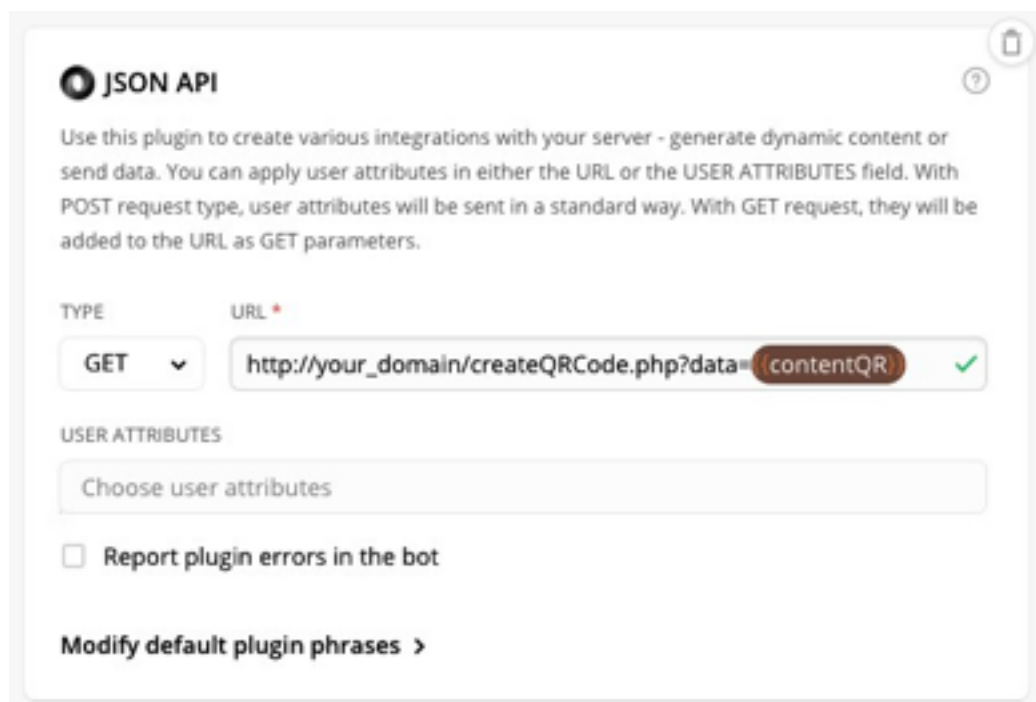 JSON API
?
Use this plugin to create various integrations with your server - generate dynamic content or
send data. You can apply user attributes in either the URL or the USER ATTRIBUTES field. With
POST request type, user attributes will be sent in a standard way. With GET request, they will be
added to the URL as GET parameters.
TYPE URL *
GET http://your_domain/createQRCode.php?data={{contentQR}}
USER ATTRIBUTES
Choose user attributes
Report plugin errors in the bot
Modify default plugin phrases >